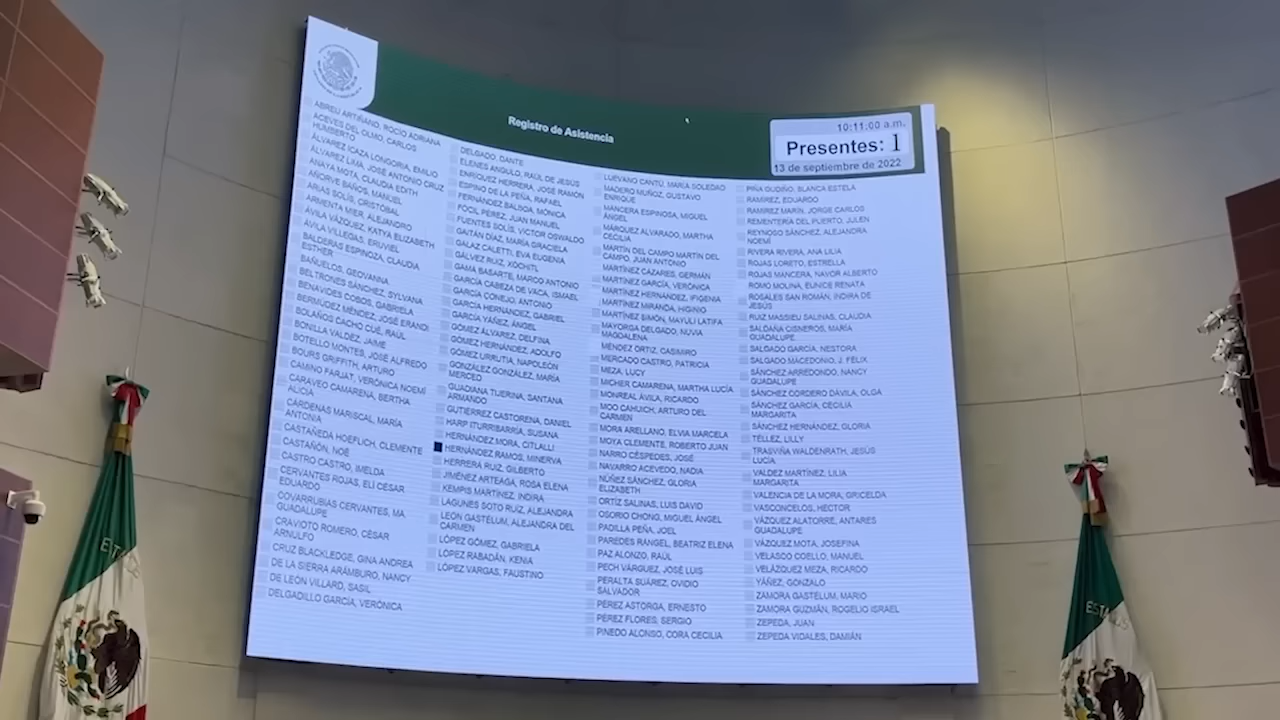 Registro de Asistencia
10:11:00 a.m.
Presentes: 1
13 de septiembre de 2022
ABREU ARTIÑANO, ROCÍO ADRIANA
ACEVES DEL OLMO, CARLOS
HUMBERTO
ÁLVAREZ ICAZA LONGORIA, EMILIO
ÁLVAREZ LIMA, JOSÉ ANTONIO CRUZ
ANAYA MOTA, CLAUDIA EDITH
AÑORVE BAÑOS, MANUEL
ARIAS SOLÍS, CRISTÓBAL
ARMENTA MIER, ALEJANDRO
ÁVILA VÁZQUEZ, KATYA ELIZABETH
ÁVILA VILLEGAS, ERUVIEL
BALDERAS ESPINOZA, CLAUDIA
ESTHER
BAÑUELOS, GEOVANNA
BELTRONES SÁNCHEZ, SYLVANA
BENAVIDES COBOS, GABRIELA
BERMÚDEZ MÉNDEZ, JOSÉ ERANDI
BOLAÑOS CACHO CUÉ, RAÚL
BONILLA VALDEZ, JAIME
BOTELLO MONTES, JOSÉ ALFREDO
BOURS GRIFFITH, ARTURO
CAMINO FARJAT, VERÓNICA NOEMÍ
CARAVEO CAMARENA, BERTHA
ALICIA
CÁRDENAS MARISCAL, MARÍA
ANTONIA
CASTAÑEDA HOEFLICH, CLEMENTE
CASTAÑÓN, NOÉ
CASTRO CASTRO, IMELDA
CERVANTES ROJAS, ELÍ CÉSAR
EDUARDO
COVARRUBIAS CERVANTES, MA.
GUADALUPE
CRAVIOTO ROMERO, CÉSAR
ARNULFO
CRUZ BLACKLEDGE, GINA ANDREA
DE LA SIERRA ARÁMBURO, NANCY
DE LEÓN VILLARD, SASIL
DELGADILLO GARCÍA, VERÓNICA
DELGADO, DANTE
ELENES ANGULO, RAÚL DE JESÚS
ENRÍQUEZ HERRERA, JOSÉ RAMÓN
ESPINO DE LA PEÑA, RAFAEL
FERNÁNDEZ BALBOA, MÓNICA
FÓCIL PÉREZ, JUAN MANUEL
FUENTES SOLÍS, VÍCTOR OSWALDO
GAITÁN DÍAZ, MARÍA GRACIELA
GALAZ CALETTI, EVA EUGENIA
GÁLVEZ RUIZ, XÓCHITL
GAMA BASARTE, MARCO ANTONIO
GARCÍA CABEZA DE VACA, ISMAEL
GARCÍA CONEJO, ANTONIO
GARCÍA HERNÁNDEZ, GABRIEL
GARCÍA YÁÑEZ, ÁNGEL
GÓMEZ ÁLVAREZ, DELFINA
GÓMEZ HERNÁNDEZ, ADOLFO
GÓMEZ URRUTIA, NAPOLEÓN
GONZÁLEZ GONZÁLEZ, MARÍA
MERCED
GUADIANA TIJERINA, SANTANA
ARMANDO
GUTIÉRREZ CASTORENA, DANIEL
HARP ITURRIBARRÍA, SUSANA
HERNÁNDEZ MORA, CITLALLI
HERNÁNDEZ RAMOS, MINERVA
HERRERA RUIZ, GILBERTO
JIMÉNEZ ARTEAGA, ROSA ELENA
KEMPIS MARTÍNEZ, INDIRA
LAGUNES SOTO RUÍZ, ALEJANDRA
LEÓN GASTÉLUM, ALEJANDRA DEL
CARMEN
LÓPEZ GÓMEZ, GABRIELA
LÓPEZ RABADÁN, KENIA
LÓPEZ VARGAS, FAUSTINO
LUÉVANO CANTÚ, MARÍA SOLEDAD
MADERO MUÑOZ, GUSTAVO
ENRIQUE
MANCERA ESPINOSA, MIGUEL
ÁNGEL
MÁRQUEZ ALVARADO, MARTHA
CECILIA
MARTÍN DEL CAMPO MARTÍN DEL
CAMPO, JUAN ANTONIO
MARTÍNEZ CÁZARES, GERMÁN
MARTÍNEZ GARCÍA, VERÓNICA
MARTÍNEZ HERNÁNDEZ, IFIGENIA
MARTÍNEZ MIRANDA, HIGINIO
MARTÍNEZ SIMÓN, MAYULI LATIFA
MAYORGA DELGADO, NUVIA
MAGDALENA
MÉNDEZ ORTIZ, CASIMIRO
MERCADO CASTRO, PATRICIA
MEZA, LUCY
MICHER CAMARENA, MARTHA LUCÍA
MONREAL ÁVILA, RICARDO
MOO CAHUICH, ARTURO DEL
CARMEN
MORA ARELLANO, ELVIA MARCELA
MOYA CLEMENTE, ROBERTO JUAN
NARRO CÉSPEDES, JOSÉ
NAVARRO ACEVEDO, NADIA
NÚÑEZ SÁNCHEZ, GLORIA
ELIZABETH
ORTIZ SALINAS, LUIS DAVID
OSORIO CHONG, MIGUEL ÁNGEL
PADILLA PEÑA, JOEL
PAREDES RANGEL, BEATRIZ ELENA
PAZ ALONZO, RAÚL
PECH VÁRGUEZ, JOSÉ LUIS
PERALTA SUÁREZ, OVIDIO
SALVADOR
PÉREZ ASTORGA, ERNESTO
PÉREZ FLORES, SERGIO
PINEDO ALONSO, CORA CECILIA
PIÑA GUDIÑO, BLANCA ESTELA
RAMÍREZ, EDUARDO
RAMÍREZ MARÍN, JORGE CARLOS
REMENTERÍA DEL PUERTO, JULEN
REYNOSO SÁNCHEZ, ALEJANDRA
NOEMÍ
RIVERA RIVERA, ANA LILIA
ROJAS LORETO, ESTRELLA
ROJAS MANCERA, NAVOR ALBERTO
ROMO MOLINA, EUNICE RENATA
ROSALES SAN ROMÁN, INDIRA DE
JESÚS
RUIZ MASSIEU SALINAS, CLAUDIA
SALDAÑA CISNEROS, MARÍA
GUADALUPE
SALGADO GARCÍA, NESTORA
SALGADO MACEDONIO, J. FÉLIX
SÁNCHEZ ARREDONDO, NANCY
GUADALUPE
SÁNCHEZ CORDERO DÁVILA, OLGA
SÁNCHEZ GARCÍA, CECILIA
MARGARITA
SÁNCHEZ HERNÁNDEZ, GLORIA
TÉLLEZ, LILLY
TRASVIÑA WALDENRATH, JESÚS
LUCÍA
VALDEZ MARTÍNEZ, LILIA
MARGARITA
VALENCIA DE LA MORA, GRICELDA
VASCONCELOS, HÉCTOR
VÁZQUEZ ALATORRE, ANTARES
GUADALUPE
VÁZQUEZ MOTA, JOSEFINA
VELASCO COELLO, MANUEL
VELÁZQUEZ MEZA, RICARDO
YÁÑEZ, GONZALO
ZAMORA GASTÉLUM, MARIO
ZAMORA GUZMÁN, ROGELIO ISRAEL
ZEPEDA, JUAN
ZEPEDA VIDALES, DAMIÁN